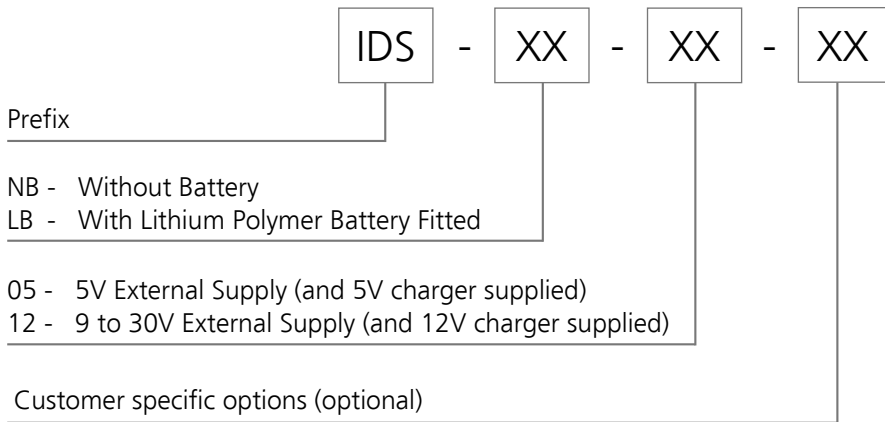 IDS - XX - XX - XX
Prefix
NB - Without Battery
LB - With Lithium Polymer Battery Fitted
05 - 5V External Supply (and 5V charger supplied)
12 - 9 to 30V External Supply (and 12V charger supplied)
Customer specific options (optional)